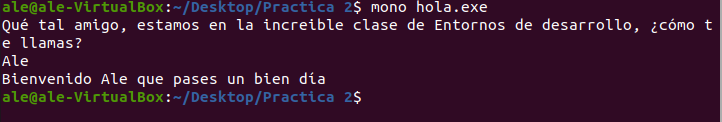 ale@ale-VirtualBox:~/Desktop/Practica 2$ mono hola.exe
Qué tal amigo, estamos en la increible clase de Entornos de desarrollo, ¿cómo t
e llamas?
Ale
Bienvenido Ale que pases un bien día
ale@ale-VirtualBox:~/Desktop/Practica 2$